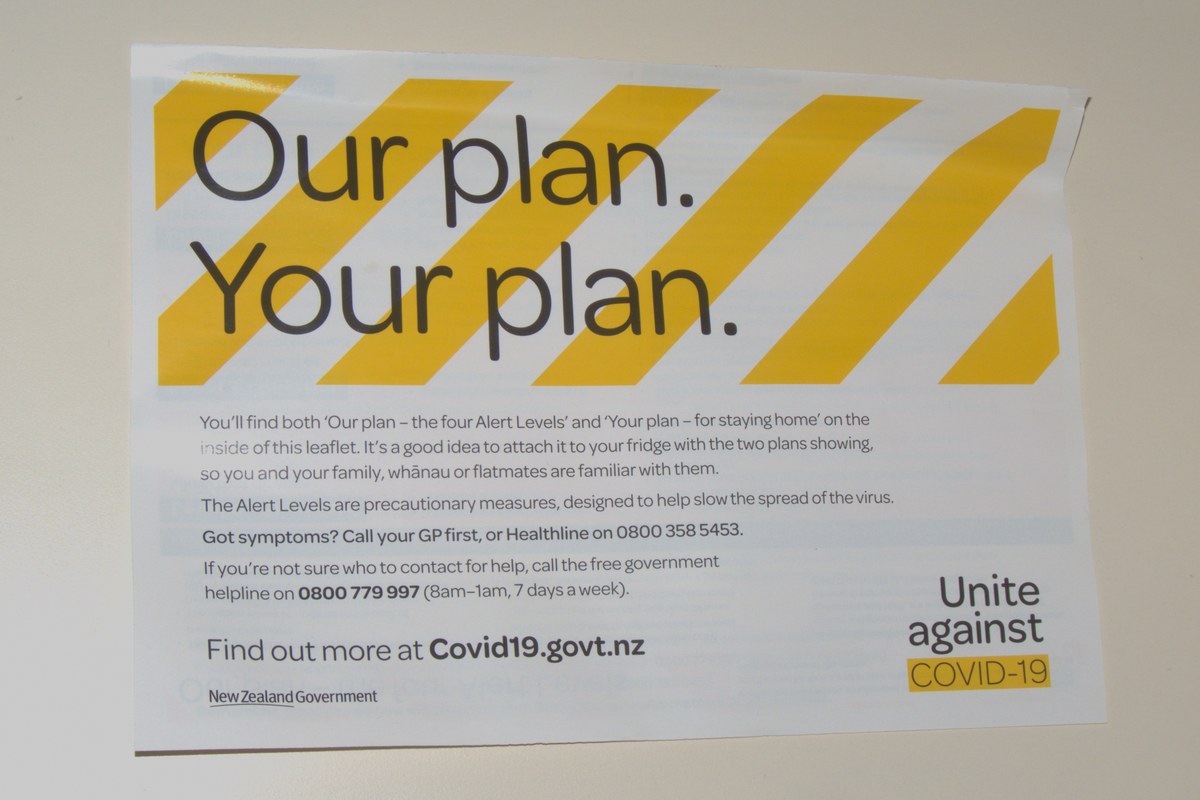 Our plan.
Your plan.
You'll find both 'Our plan – the four Alert Levels' and 'Your plan – for staying home' on the
inside of this leaflet. It's a good idea to attach it to your fridge with the two plans showing,
so you and your family, whānau or flatmates are familiar with them.
The Alert Levels are precautionary measures, designed to help slow the spread of the virus.
Got symptoms? Call your GP first, or Healthline on 0800 358 5453.
If you're not sure who to contact for help, call the free government
helpline on 0800 779 997 (8am–1am, 7 days a week).
Find out more at Covid19.govt.nz
New Zealand Government
Unite
against
COVID-19